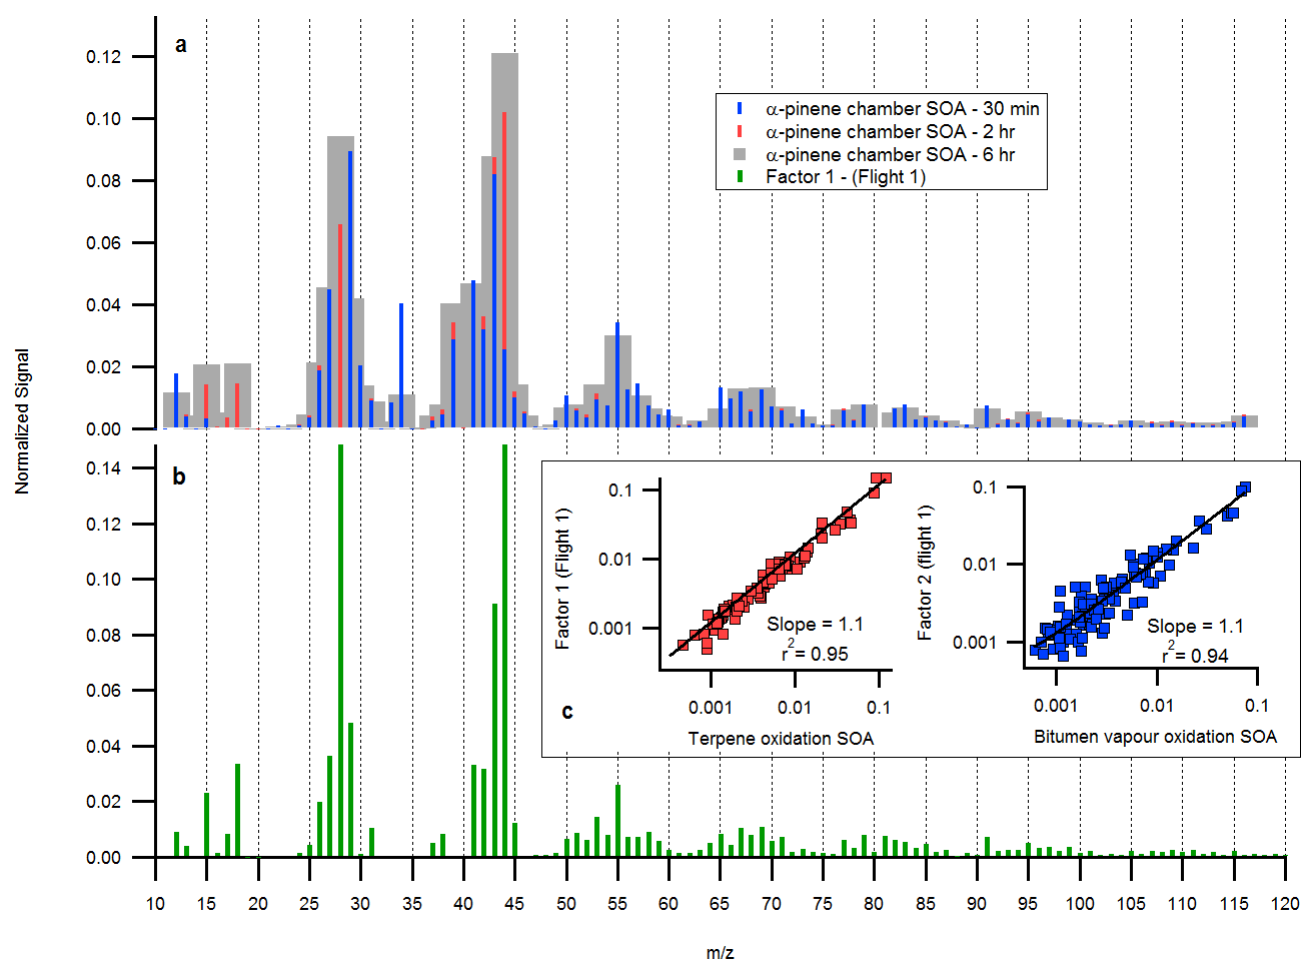 a
0.12
0.10
0.08
0.06
0.04
0.02
0.00
α-pinene chamber SOA - 30 min
α-pinene chamber SOA - 2 hr
α-pinene chamber SOA - 6 hr
Factor 1 - (Flight 1)
Normalized Signal
b
0.14
0.12
0.10
0.08
0.06
0.04
0.02
0.00
c
Factor 1 (Flight 1)
0.1
0.01
0.001
Slope = 1.1
r² = 0.95
0.001 0.01 0.1
Terpene oxidation SOA
Factor 2 (flight 1)
0.1
0.01
0.001
Slope = 1.1
r² = 0.94
0.001 0.01 0.1
Bitumen vapour oxidation SOA
10 15 20 25 30 35 40 45 50 55 60 65 70 75 80 85 90 95 100 105 110 115 120
m/z